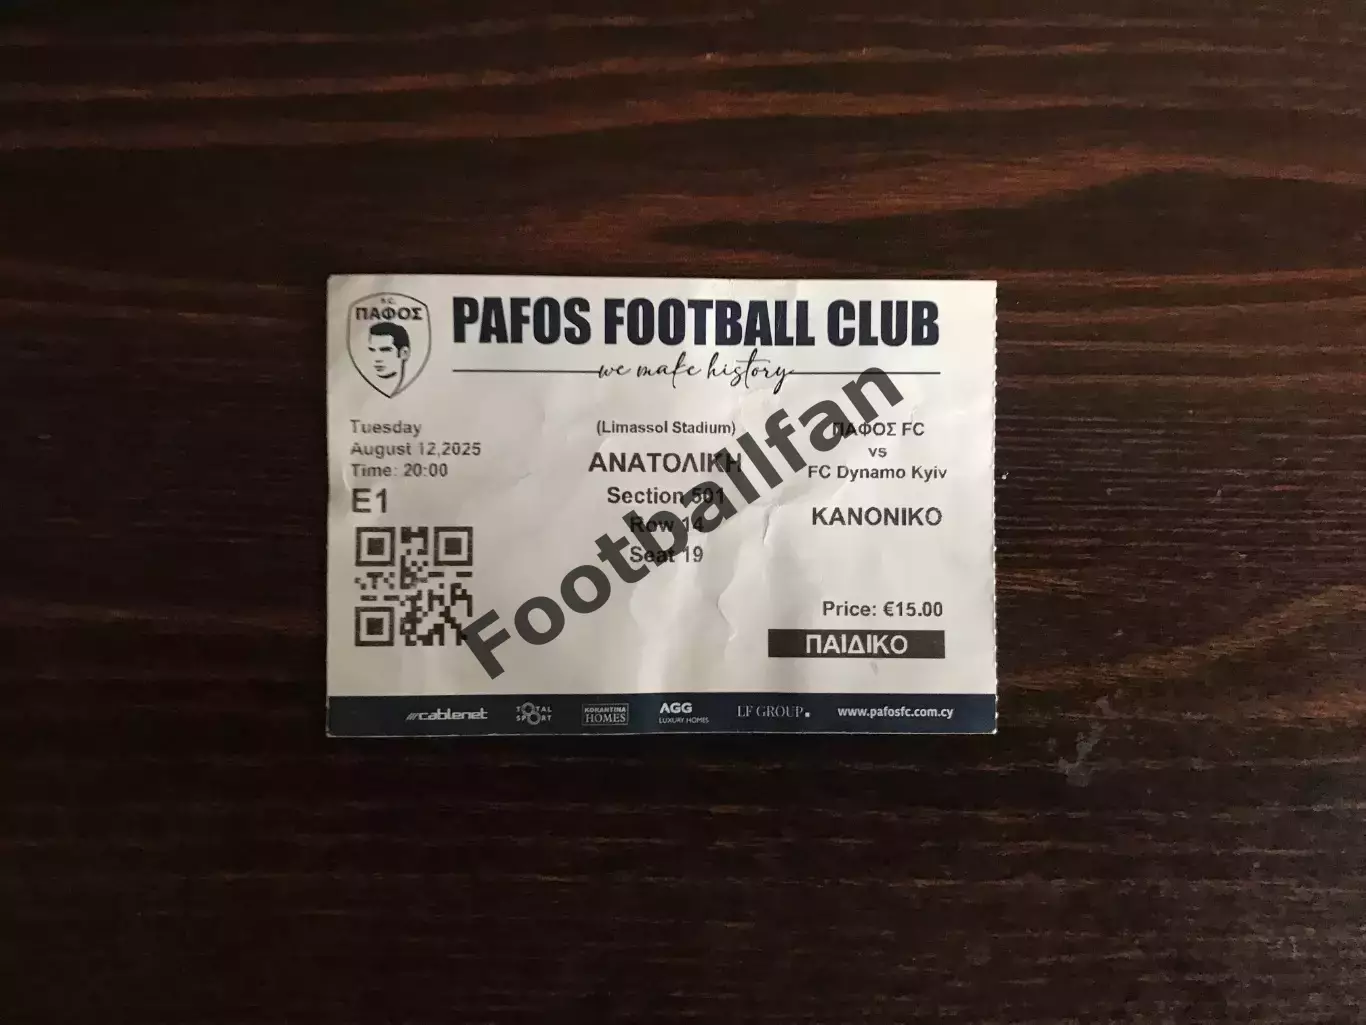 F.C.
ΠΑΦΟΣ
PAFOS FOOTBALL CLUB
we make history
Tuesday
August 12,2025
Time: 20:00
E1
(Limassol Stadium)
ΑΝΑΤΟΛΙΚΗ
Section 501
Row 14
Seat 19
ΠΑΦΟΣ FC
vs
FC Dynamo Kyiv
ΚΑΝΟΝΙΚΟ
Price: €15.00
ΠΑΙΔΙΚΟ
Footballfan
cablenet
TOTAL SPORT
KORANTINA HOMES
AGG
LUXURY HOMES
LF GROUP.
www.pafosfc.com.cy